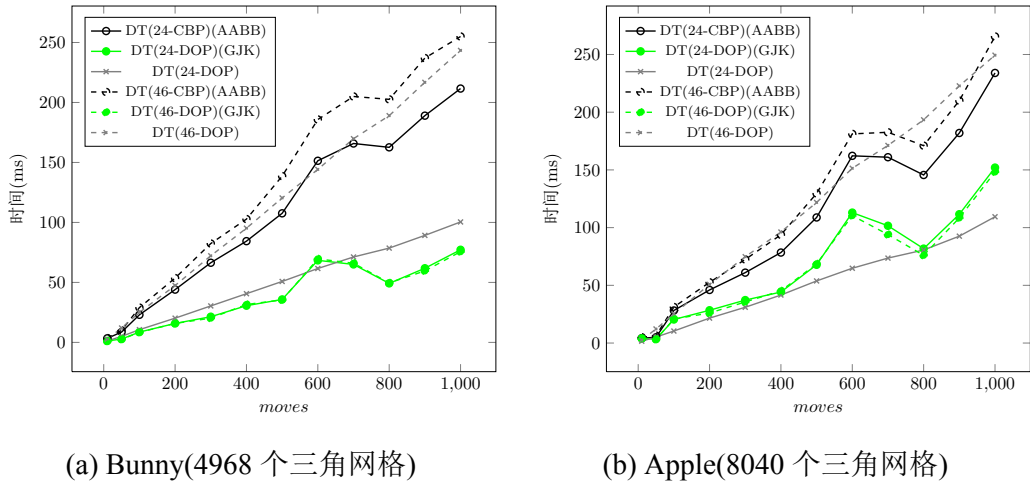 250
200
150
100
50
0
时间(ms)
DT(24-CBP)(AABB)
DT(24-DOP)(GJK)
DT(24-DOP)
DT(46-CBP)(AABB)
DT(46-DOP)(GJK)
DT(46-DOP)
0 200 400 600 800 1,000
moves
(a) Bunny(4968 个三角网格)
250
200
150
100
50
0
时间(ms)
DT(24-CBP)(AABB)
DT(24-DOP)(GJK)
DT(24-DOP)
DT(46-CBP)(AABB)
DT(46-DOP)(GJK)
DT(46-DOP)
0 200 400 600 800 1,000
moves
(b) Apple(8040 个三角网格)